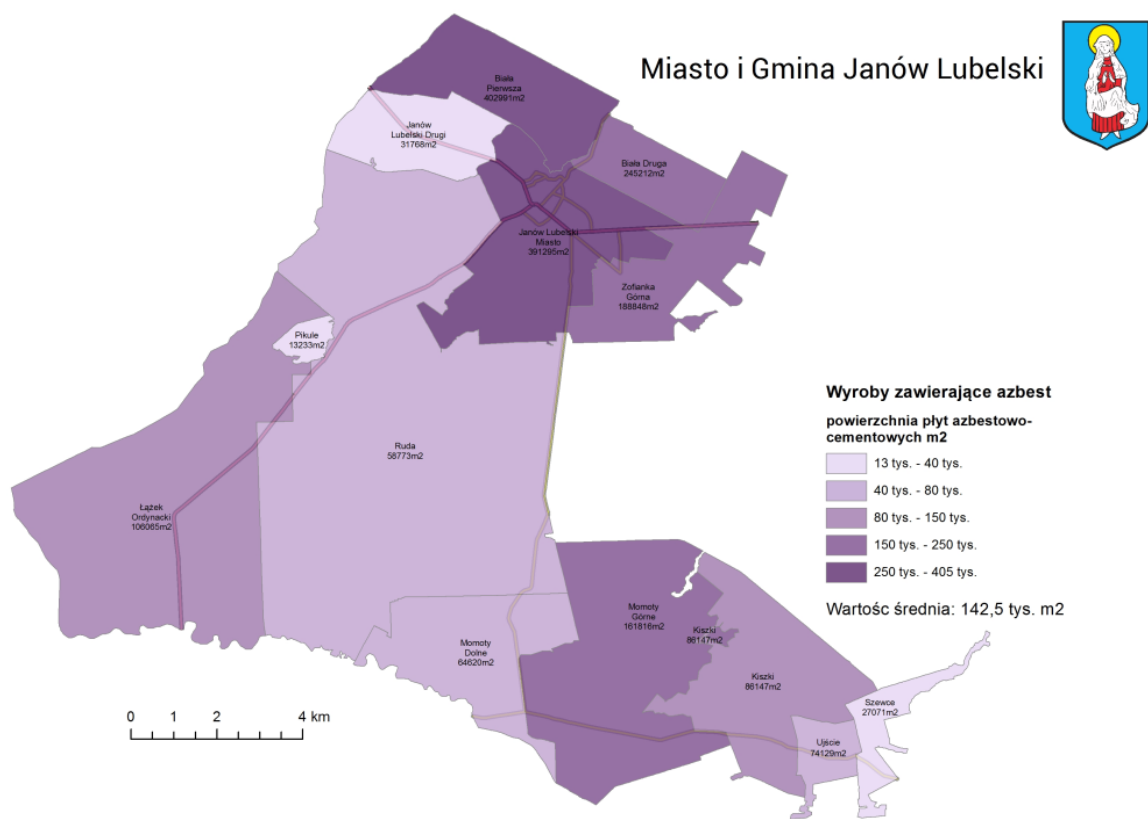 Miasto i Gmina Janów Lubelski
Biała
Pierwsza
402991m2
Janów
Lubelski Drugi
31768m2
Biała Druga
245212m2
Janów Lubelski
Miasto
391295m2
Zofianka
Górna
188848m2
Pikule
13233m2
Ruda
58773m2
Łążek
Ordynacki
106065m2
Momoty
Górne
161816m2
Kiszki
86147m2
Momoty
Dolne
64620m2
Kiszki
86147m2
Szewce
27071m2
Ujście
74129m2
Wyroby zawierające azbest
powierzchnia płyt azbestowo-
cementowych m2
13 tys. - 40 tys.
40 tys. - 80 tys.
80 tys. - 150 tys.
150 tys. - 250 tys.
250 tys. - 405 tys.
Wartośc średnia: 142,5 tys. m2
0 1 2 4 km